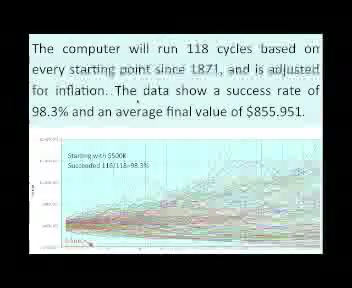 The computer will run 118 cycles based on
every starting point since 1871, and is adjusted
for inflation. The data show a success rate of
98.3% and an average final value of $855.951.
Starting with $500K
Succeeded 116/118=98.3%